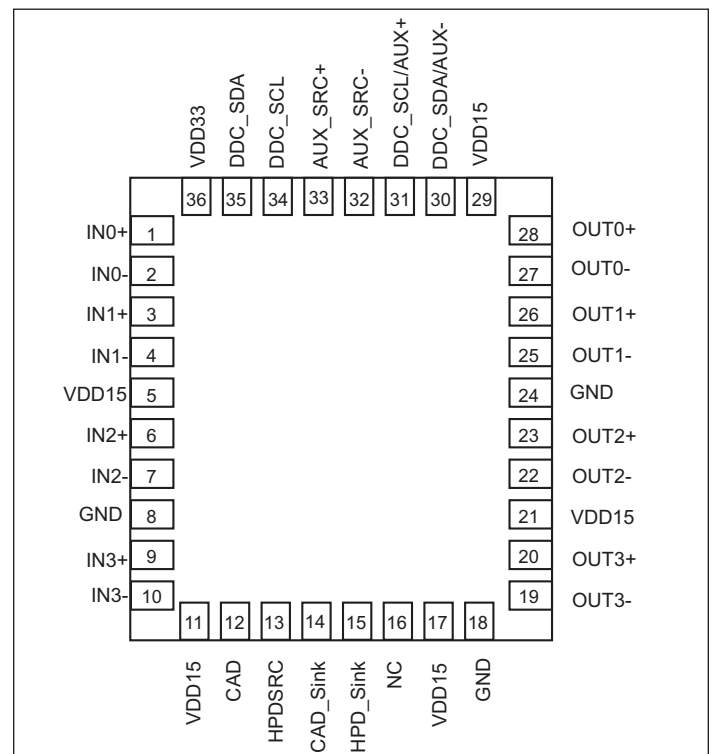 VDD33
DDC_SDA
DDC_SCL
AUX_SRC+
AUX_SRC-
DDC_SCL/AUX+
DDC_SDA/AUX-
VDD15
36 35 34 33 32 31 30 29
IN0+ 1 28 OUT0+
IN0- 2 27 OUT0-
IN1+ 3 26 OUT1+
IN1- 4 25 OUT1-
VDD15 5 24 GND
IN2+ 6 23 OUT2+
IN2- 7 22 OUT2-
GND 8 21 VDD15
IN3+ 9 20 OUT3+
IN3- 10 19 OUT3-
11 12 13 14 15 16 17 18
VDD15
CAD
HPDSRC
CAD_Sink
HPD_Sink
NC
VDD15
GND